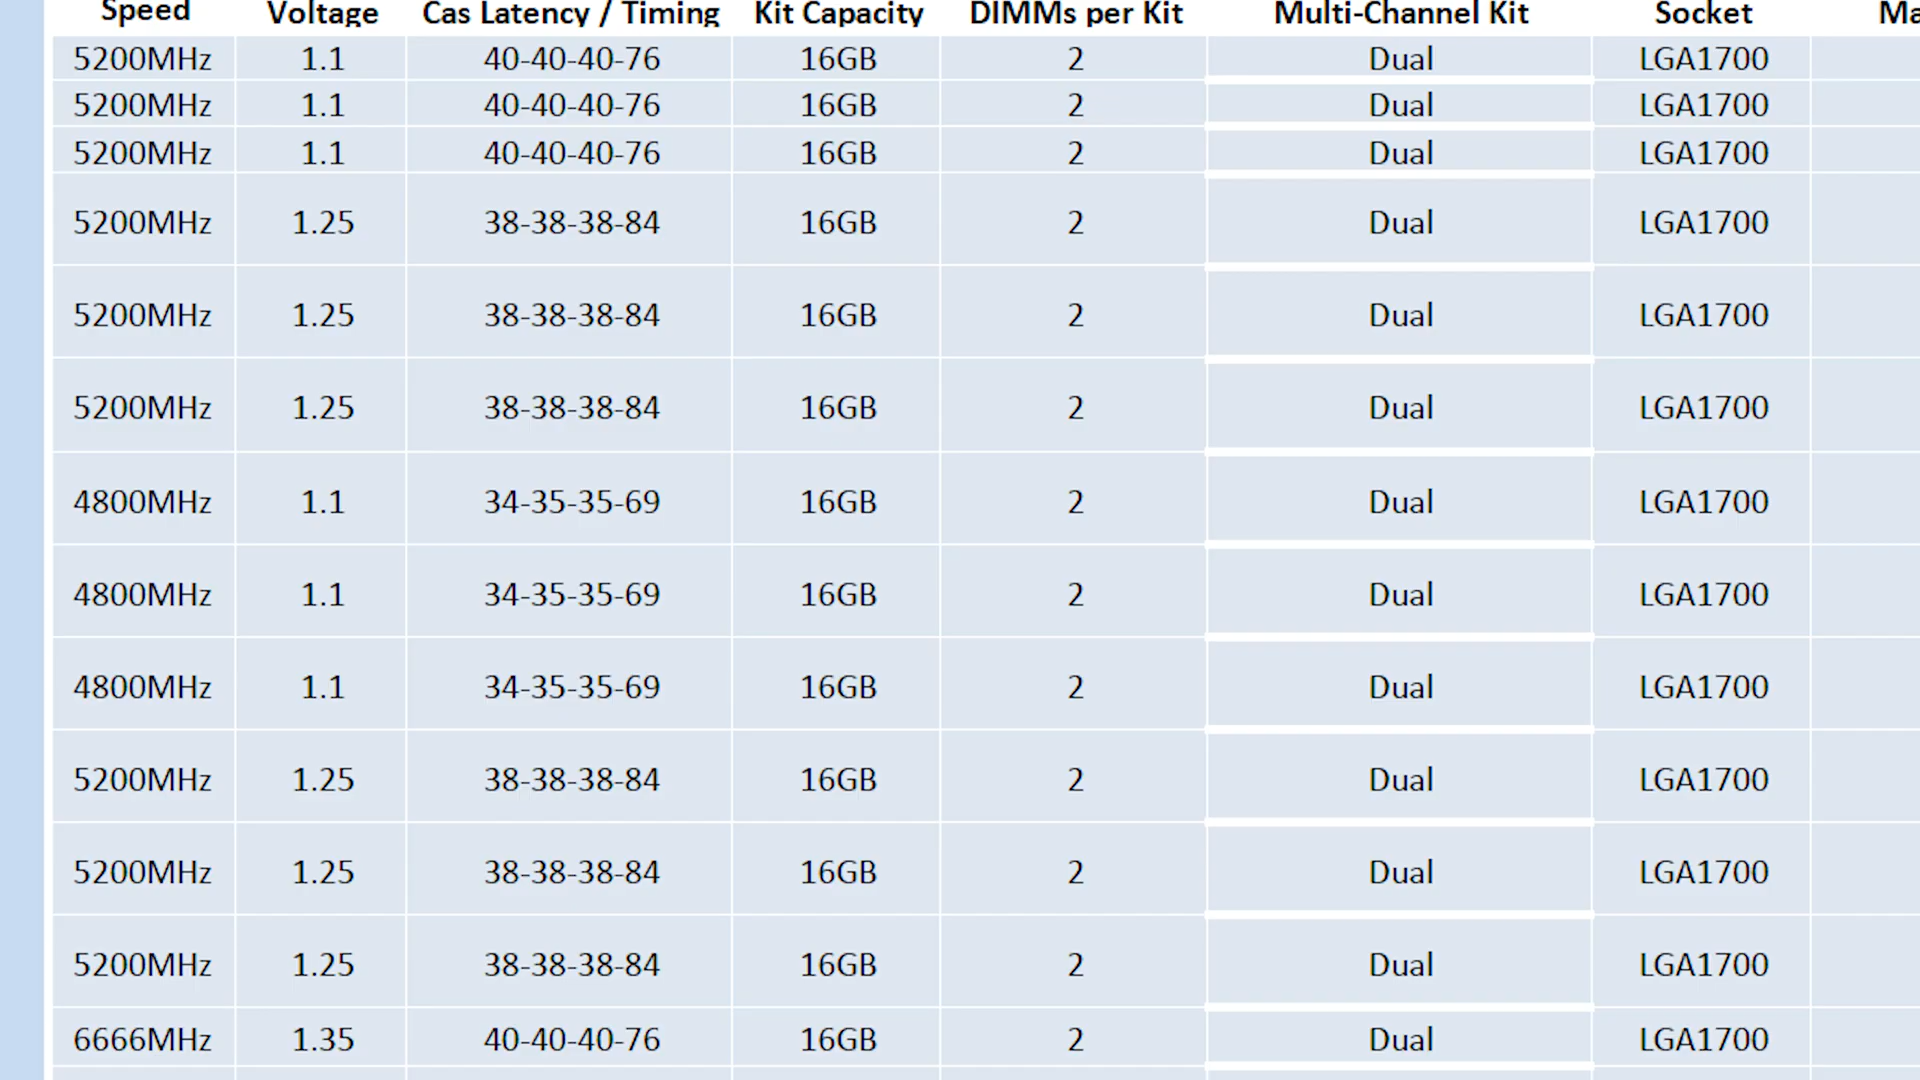 Speed Voltage Cas Latency / Timing Kit Capacity DIMMs per Kit Multi-Channel Kit Socket Ma
5200MHz 1.1 40-40-40-76 16GB 2 Dual LGA1700
5200MHz 1.1 40-40-40-76 16GB 2 Dual LGA1700
5200MHz 1.1 40-40-40-76 16GB 2 Dual LGA1700
5200MHz 1.25 38-38-38-84 16GB 2 Dual LGA1700
5200MHz 1.25 38-38-38-84 16GB 2 Dual LGA1700
5200MHz 1.25 38-38-38-84 16GB 2 Dual LGA1700
4800MHz 1.1 34-35-35-69 16GB 2 Dual LGA1700
4800MHz 1.1 34-35-35-69 16GB 2 Dual LGA1700
4800MHz 1.1 34-35-35-69 16GB 2 Dual LGA1700
5200MHz 1.25 38-38-38-84 16GB 2 Dual LGA1700
5200MHz 1.25 38-38-38-84 16GB 2 Dual LGA1700
5200MHz 1.25 38-38-38-84 16GB 2 Dual LGA1700
6666MHz 1.35 40-40-40-76 16GB 2 Dual LGA1700